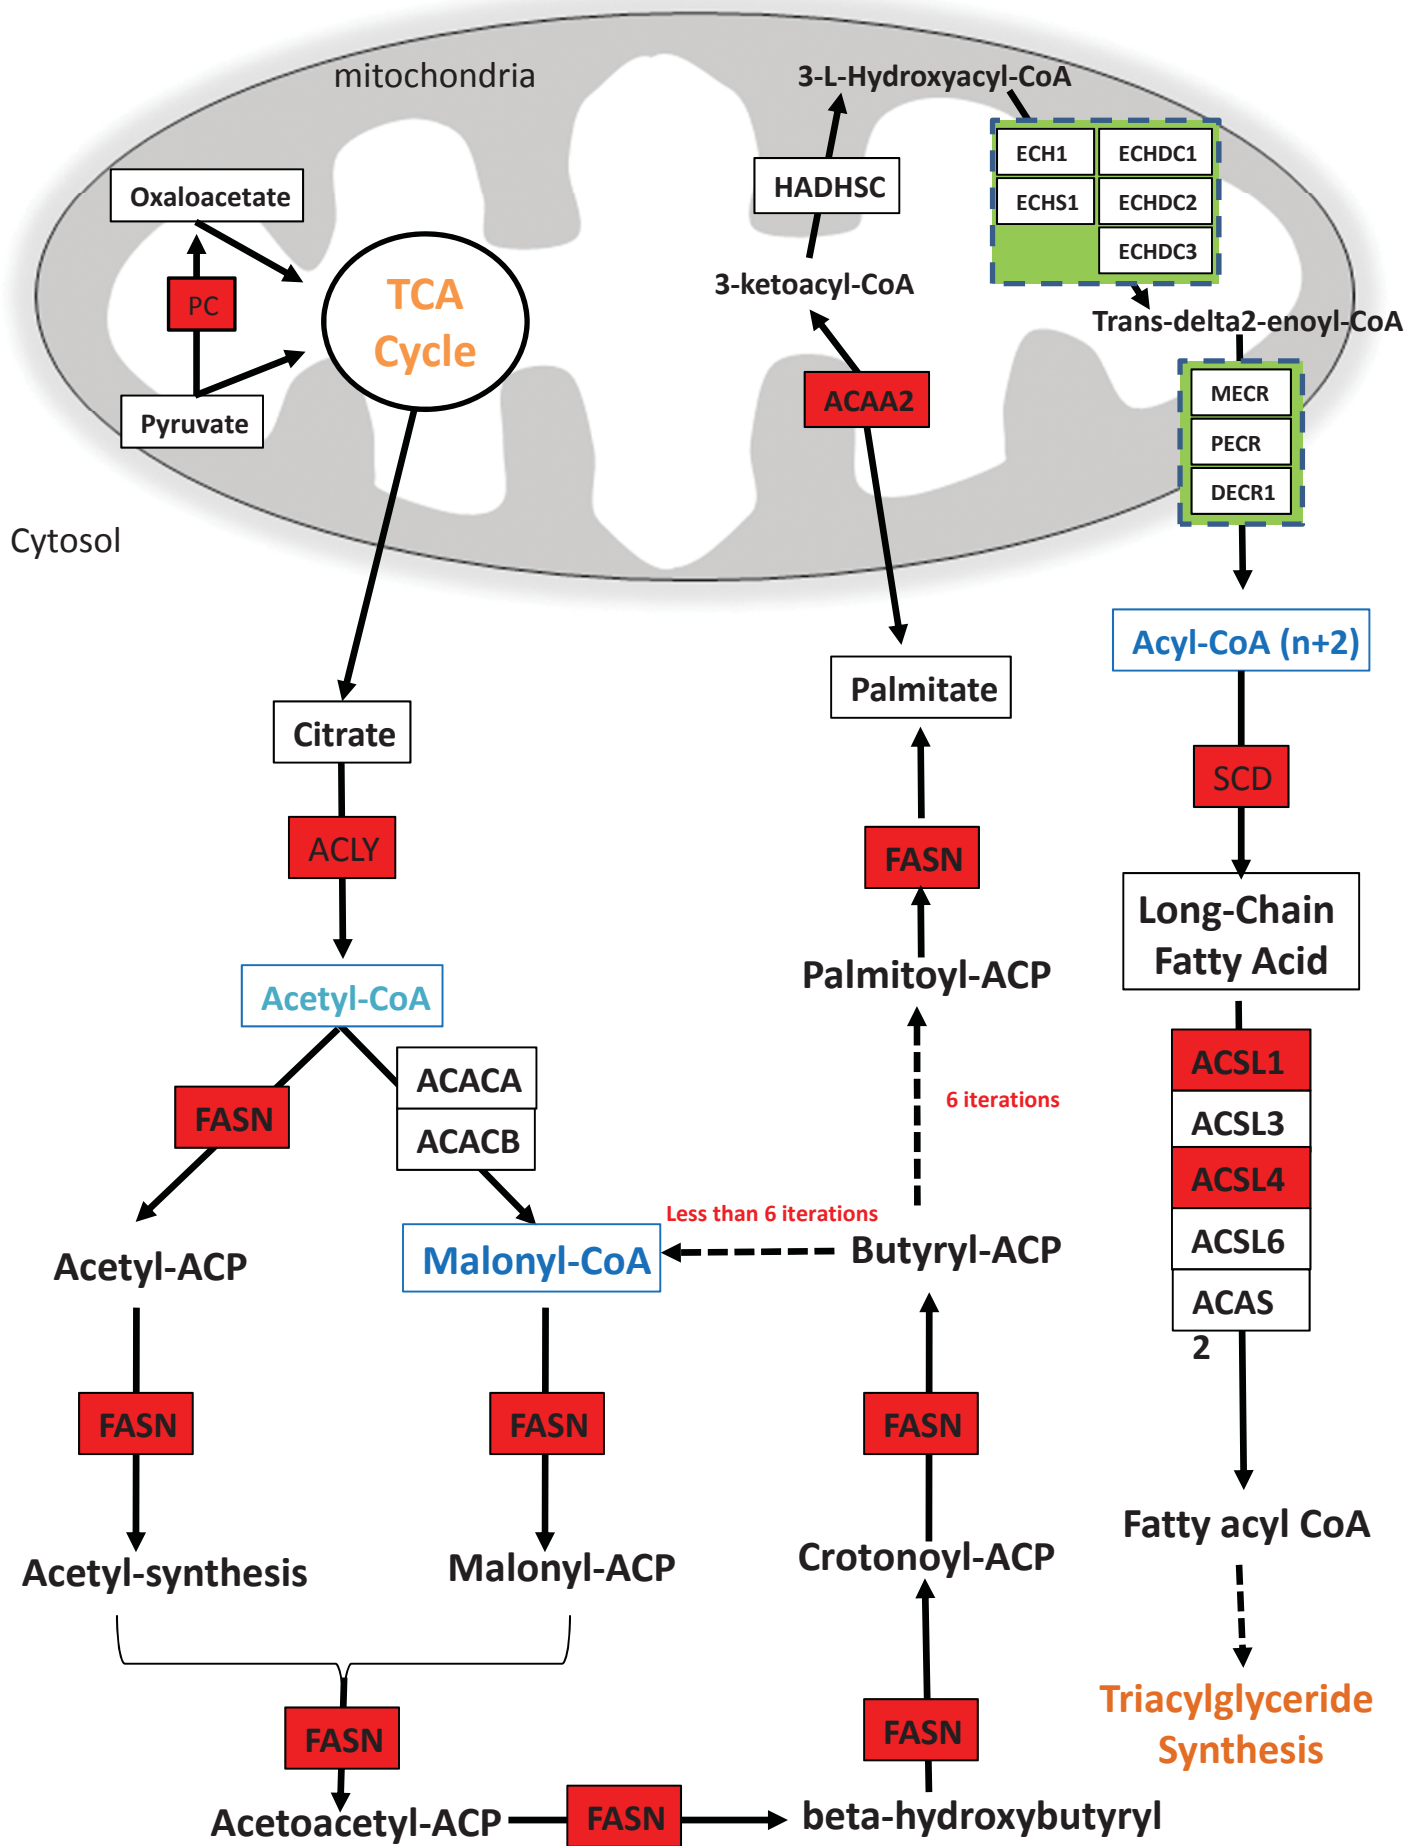 mitochondria
3-L-Hydroxyacyl-CoA
ECH1
ECHDC1
ECHS1
ECHDC2
ECHDC3
HADHSC
Oxaloacetate
PC
TCA
Cycle
3-ketoacyl-CoA
Trans-delta2-enoyl-CoA
Pyruvate
ACAA2
MECR
PECR
DECR1
Cytosol
Acyl-CoA (n+2)
Palmitate
Citrate
SCD
ACLY
FASN
Long-Chain
Fatty Acid
Palmitoyl-ACP
Acetyl-CoA
ACACA
ACACB
FASN
6 iterations
ACSL1
ACSL3
ACSL4
ACSL6
ACAS
2
Less than 6 iterations
Acetyl-ACP
Malonyl-CoA
Butyryl-ACP
FASN
FASN
FASN
Fatty acyl CoA
Acetyl-synthesis
Malonyl-ACP
Crotonoyl-ACP
Triacylglyceride
Synthesis
FASN
FASN
Acetoacetyl-ACP
FASN
beta-hydroxybutyryl